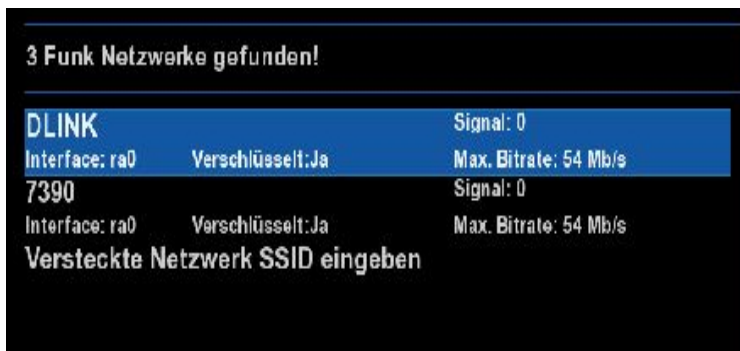 3 Funk Netzwerke gefunden!
DLINK Signal: 0
Interface: ra0 Verschlüsselt:Ja Max. Bitrate: 54 Mb/s
7390 Signal: 0
Interface: ra0 Verschlüsselt:Ja Max. Bitrate: 54 Mb/s
Versteckte Netzwerk SSID eingeben